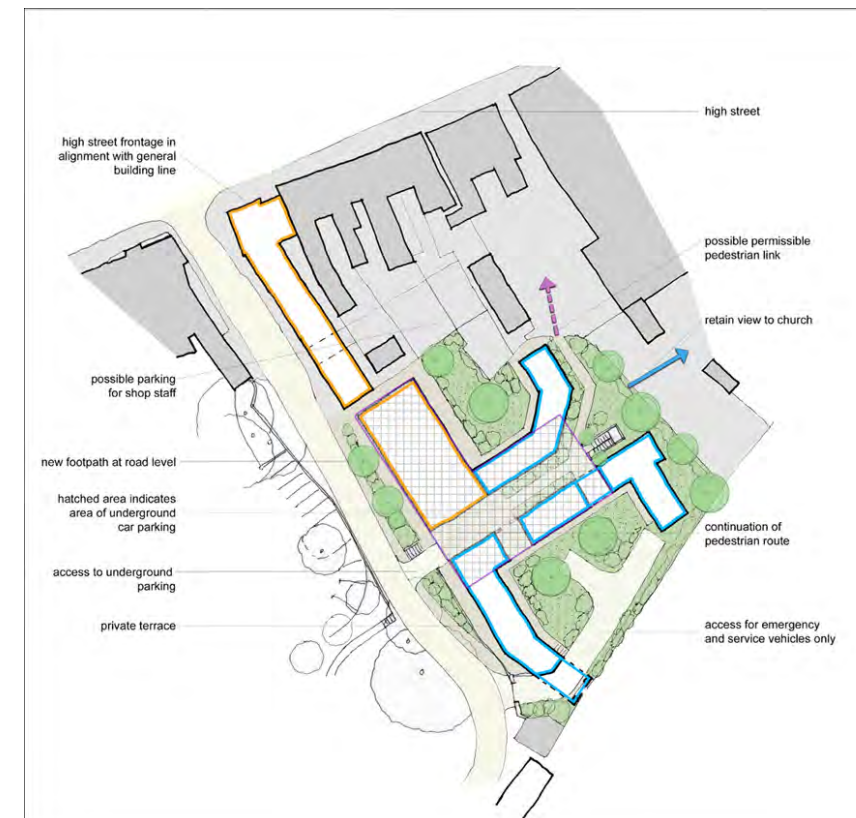 high street
high street frontage in
alignment with general
building line
possible permissible
pedestrian link
retain view to church
possible parking
for shop staff
new footpath at road level
hatched area indicates
area of underground
car parking
continuation of
pedestrian route
access to underground
parking
private terrace
access for emergency
and service vehicles only